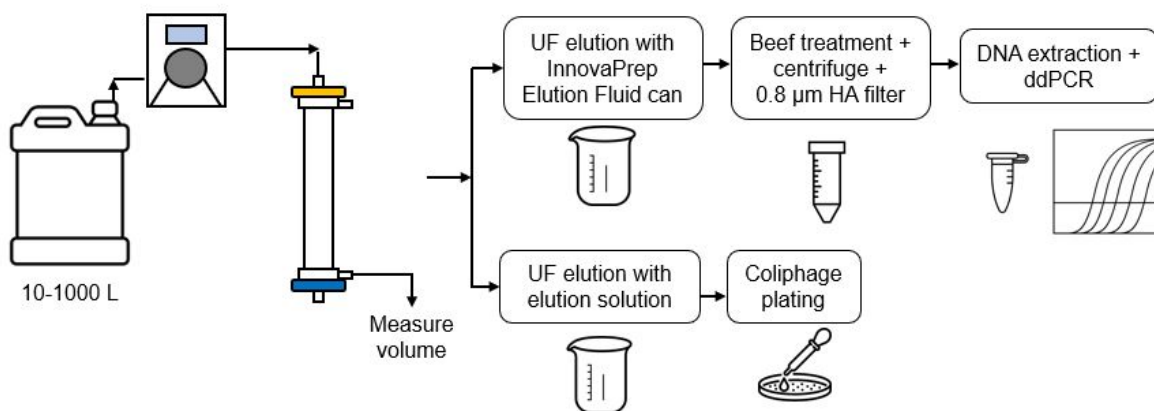 10-1000 L
Measure
volume
UF elution with
InnovaPrep
Elution Fluid can
Beef treatment +
centrifuge +
0.8 µm HA filter
DNA extraction +
ddPCR
UF elution with
elution solution
Coliphage
plating